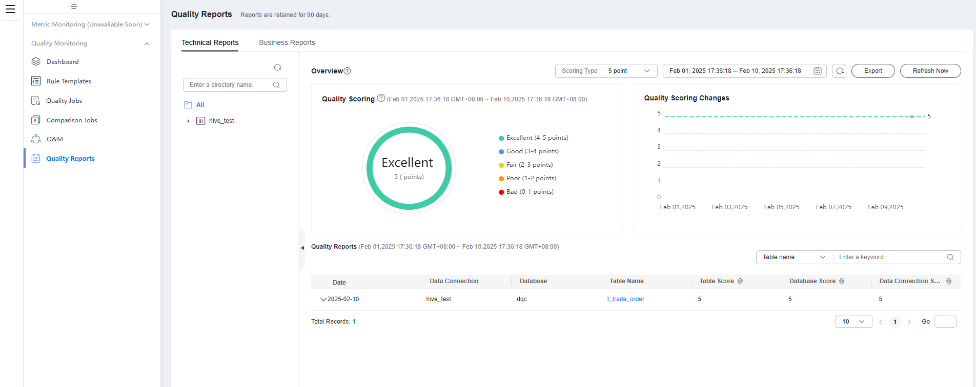 Metric Monitoring (Unavailable Soon)
Quality Monitoring
Dashboard
Rule Templates
Quality Jobs
Comparison Jobs
O&M
Quality Reports
Quality Reports Reports are retained for 90 days.
Technical Reports Business Reports
Enter a directory name.
All
hive_test
Overview
Scoring Type 5 point
Feb 01, 2025 17:36:18 – Feb 10, 2025 17:36:18
Export
Refresh Now
Quality Scoring (Feb 01,2025 17:36:18 GMT+08:00 ~ Feb 10,2025 17:36:18 GMT+08:00)
Excellent
5 ( points)
Excellent (4-5 points)
Good (3-4 points)
Fair (2-3 points)
Poor (1-2 points)
Bad (0-1 points)
Quality Scoring Changes
5
5
4
3
2
1
0
Feb 01,2025 Feb 03,2025 Feb 05,2025 Feb 07,2025 Feb 09,2025
Quality Reports (Feb 01,2025 17:36:18 GMT+08:00 ~ Feb 10,2025 17:36:18 GMT+08:00)
Table name Enter a keyword
Date Data Connection Database Table Name Table Score Database Score Data Connection S...
2025-02-10 hive_test dqc t_trade_order 5 5 5
Total Records: 1
10 1 Go